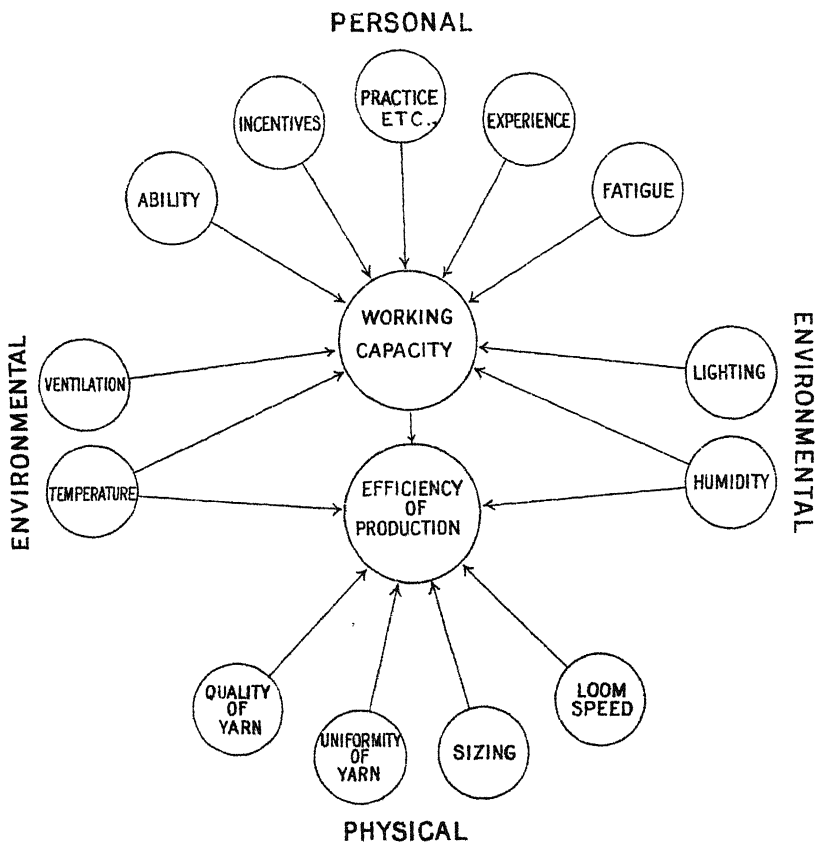 PERSONAL
PRACTICE
ETC..
INCENTIVES
EXPERIENCE
ABILITY
FATIGUE
WORKING
CAPACITY
ENVIRONMENTAL
VENTILATION
TEMPERATURE
LIGHTING
HUMIDITY
ENVIRONMENTAL
EFFICIENCY
OF
PRODUCTION
QUALITY
OF
YARN
UNIFORMITY
OF
YARN
SIZING
LOOM
SPEED
PHYSICAL